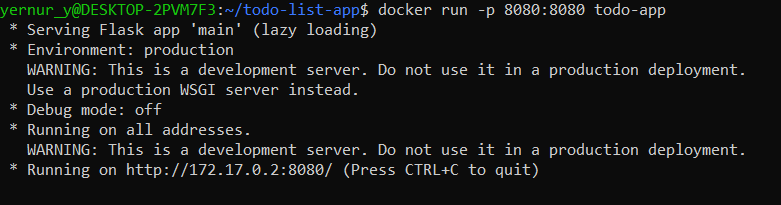 yernur_y@DESKTOP-2PVM7F3:~/todo-list-app$ docker run -p 8080:8080 todo-app
* Serving Flask app 'main' (lazy loading)
* Environment: production
WARNING: This is a development server. Do not use it in a production deployment.
Use a production WSGI server instead.
* Debug mode: off
* Running on all addresses.
WARNING: This is a development server. Do not use it in a production deployment.
* Running on http://172.17.0.2:8080/ (Press CTRL+C to quit)